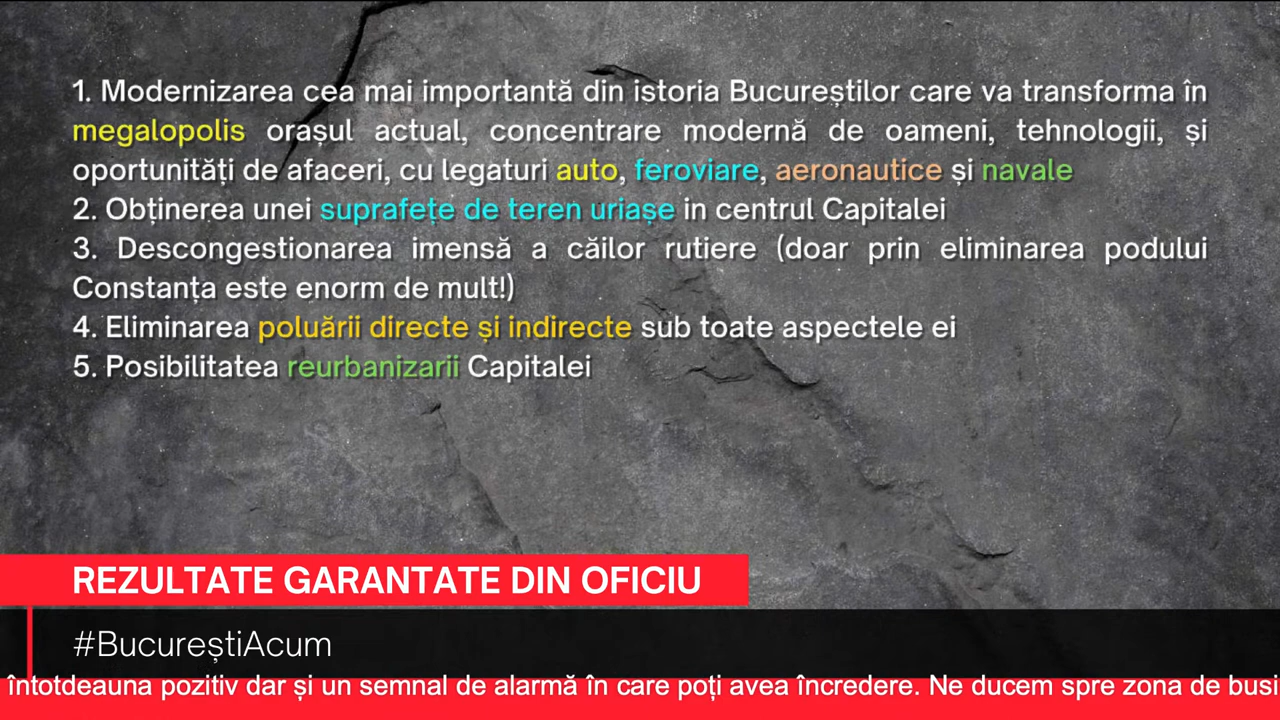 1. Modernizarea cea mai importantă din istoria Bucureștilor care va transforma în
megalopolis orașul actual, concentrare modernă de oameni, tehnologii, și
oportunități de afaceri, cu legaturi auto, feroviare, aeronautice și navale
2. Obținerea unei suprafețe de teren uriașe in centrul Capitalei
3. Descongestionarea imensă a căilor rutiere (doar prin eliminarea podului
Constanța este enorm de mult!)
4. Eliminarea poluării directe și indirecte sub toate aspectele ei
5. Posibilitatea reurbanizarii Capitalei
REZULTATE GARANTATE DIN OFICIU
#BucureștiAcum
întotdeauna pozitiv dar și un semnal de alarmă în care poți avea încredere. Ne ducem spre zona de busi